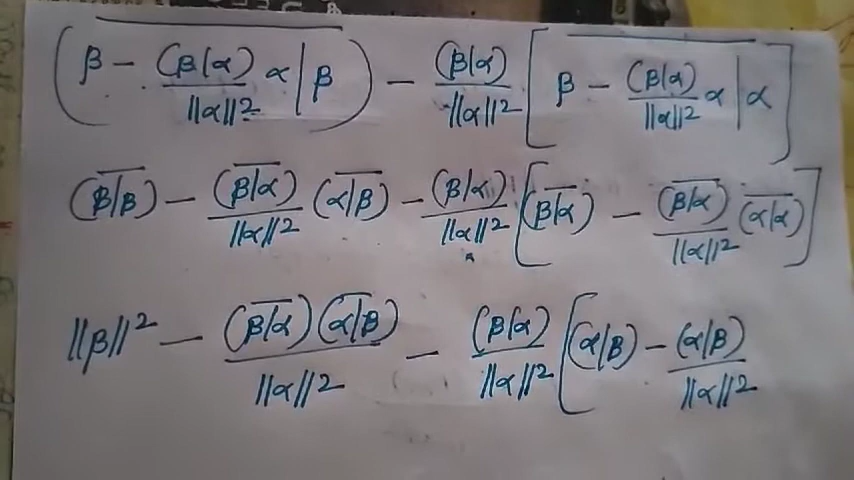 (β̅ ̅-̅ ̅(̅β̅|̅α̅)̅/̅||̅α̅||̅²̅ ̅α̅ ̅|̅ ̅β̅) - (β|α)/||α||² [β̅ ̅-̅ ̅(̅β̅|̅α̅)̅/̅||̅α̅||̅²̅ ̅α̅ ̅|̅ ̅α̅]
(β̅|̅β̅) - (β̅|̅α̅)/||α||² (α̅|̅β̅) - (β|α)/||α||² [(β̅|̅α̅) - (β̅|̅α̅)/||α||² (α̅|̅α̅)]
||β||² - (β̅|̅α̅)(α̅|̅β̅)/||α||² - (β|α)/||α||² [(α|β) - (α|β)/||α||²